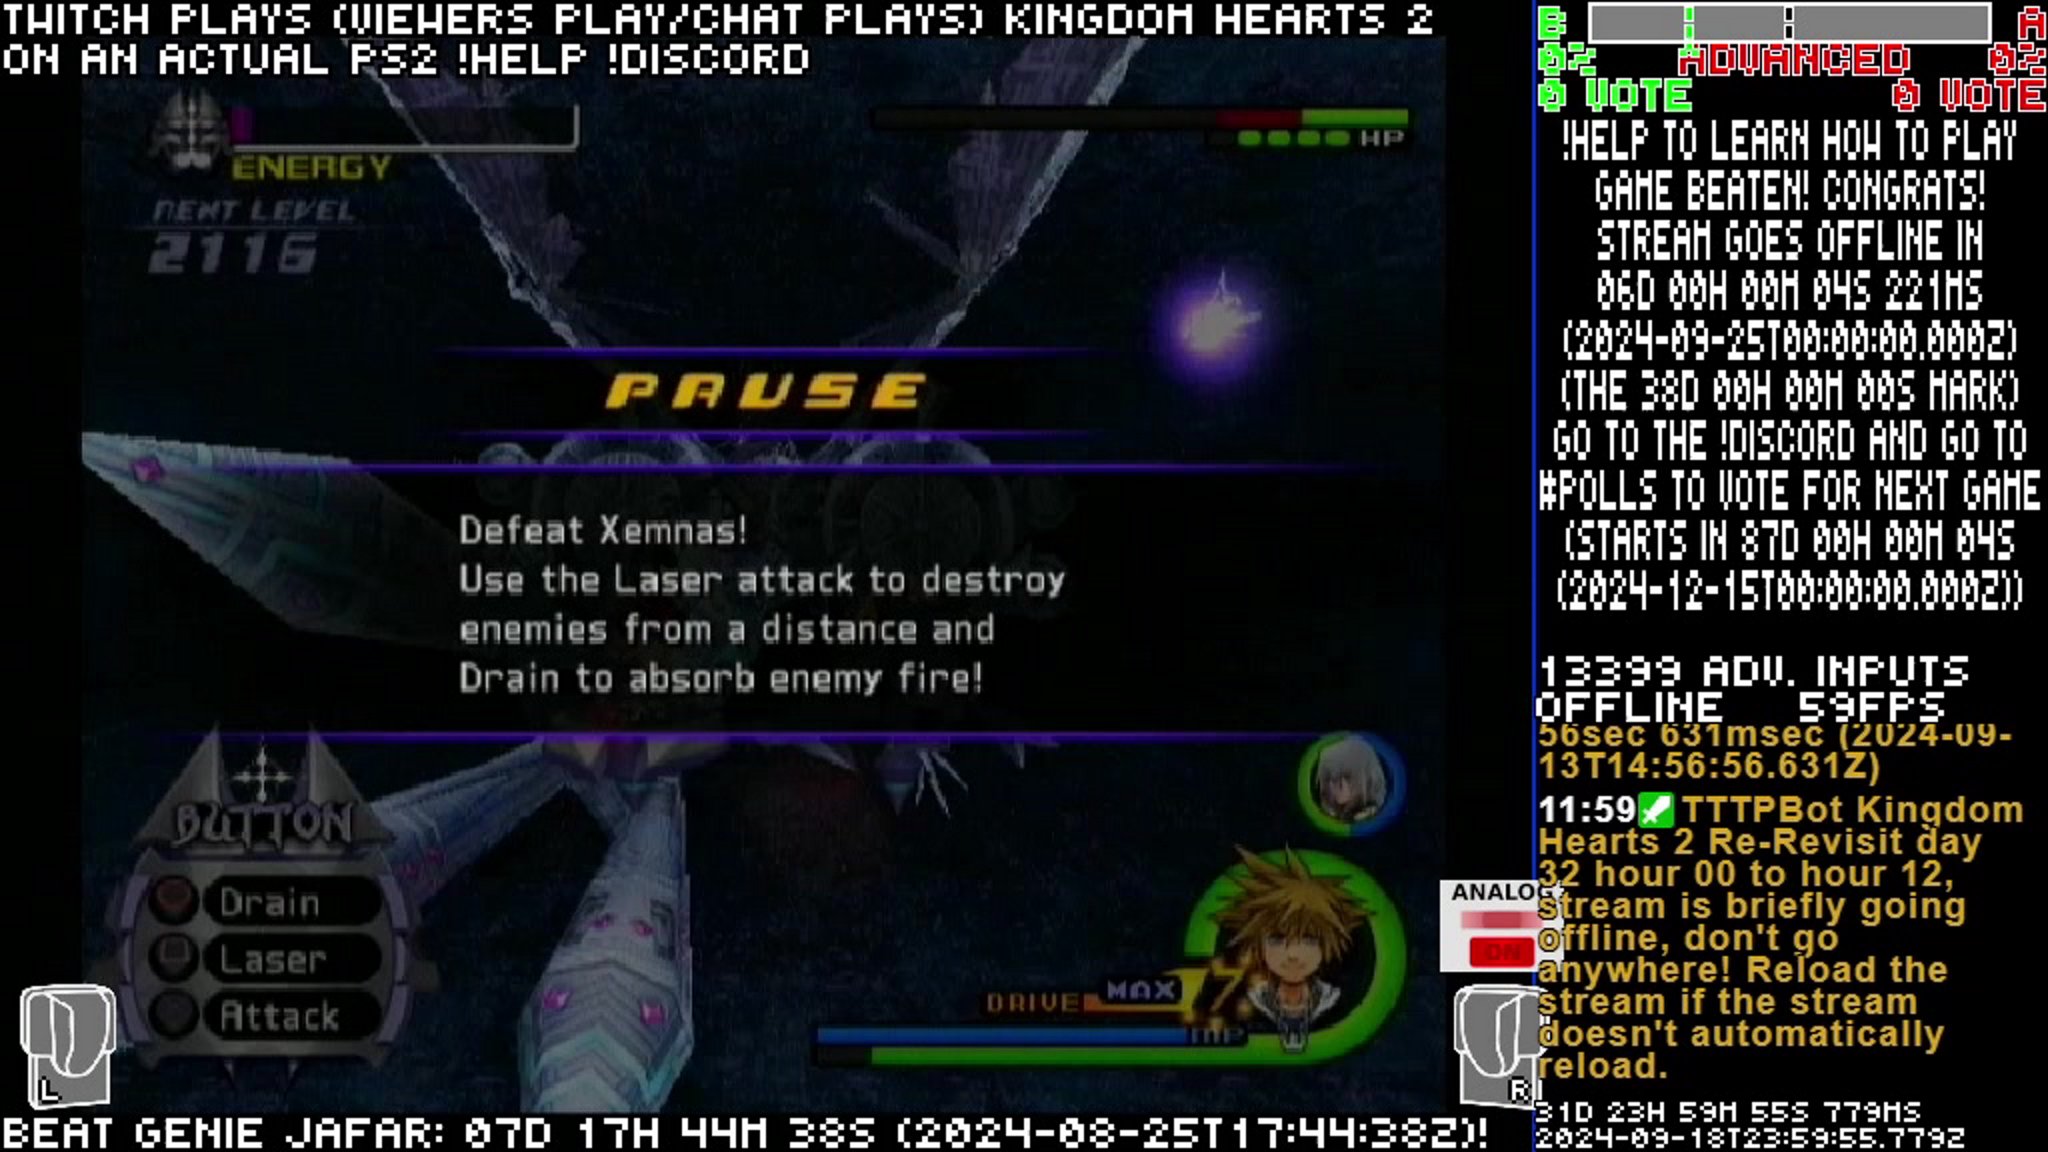 TWITCH PLAYS (VIEWERS PLAY/CHAT PLAYS) KINGDOM HEARTS 2
ON AN ACTUAL PS2 !HELP !DISCORD
ENERGY
NEXT LEVEL
2116
HP
PAUSE
Defeat Xemnas!
Use the Laser attack to destroy
enemies from a distance and
Drain to absorb enemy fire!
BUTTON
Drain
Laser
Attack
DRIVE
MAX
7
MP
L
ANALOG
ON
R
BEAT GENIE JAFAR: 07D 17H 44M 38S (2024-08-25T17:44:38Z)!
B A
0% ADVANCED 0%
0 VOTE 0 VOTE
!HELP TO LEARN HOW TO PLAY
GAME BEATEN! CONGRATS!
STREAM GOES OFFLINE IN
06D 00H 00M 04S 221MS
(2024-09-25T00:00:00.000Z)
(THE 38D 00H 00M 00S MARK)
GO TO THE !DISCORD AND GO TO
#POLLS TO VOTE FOR NEXT GAME
(STARTS IN 87D 00H 00M 04S
(2024-12-15T00:00:00.000Z))
13399 ADV. INPUTS
OFFLINE 59FPS
56sec 631msec (2024-09-
13T14:56:56.631Z)
11:59 TTTPBot Kingdom
Hearts 2 Re-Revisit day
32 hour 00 to hour 12,
stream is briefly going
offline, don't go
anywhere! Reload the
stream if the stream
doesn't automatically
reload.
31D 23H 59M 55S 779MS
2024-09-18T23:59:55.779Z